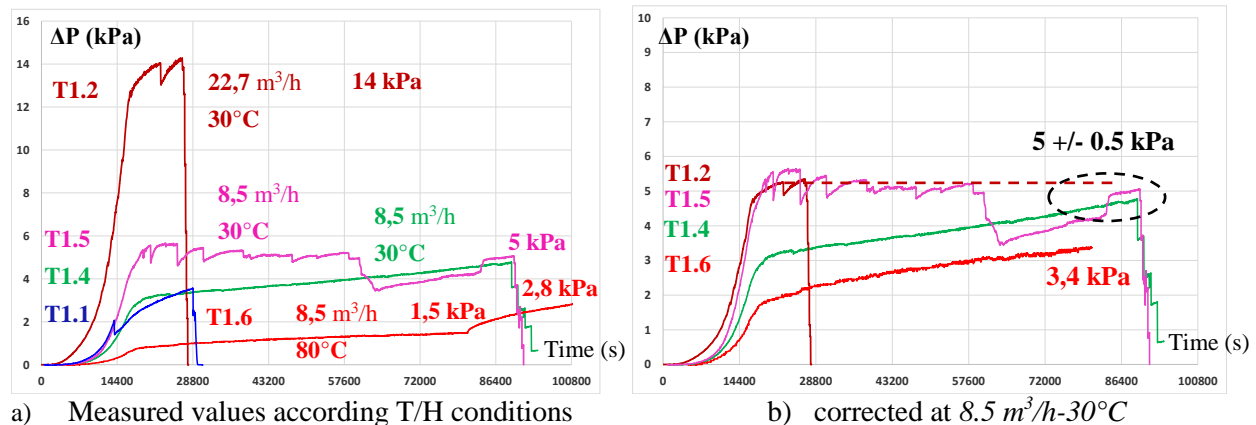 16
14
12
10
8
6
4
2
0
ΔP (kPa)
T1.2
22,7 m³/h
30°C
14 kPa
8,5 m³/h
30°C
8,5 m³/h
30°C
T1.5
T1.4
T1.1
5 kPa
2,8 kPa
T1.6
8,5 m³/h
80°C
1,5 kPa
Time (s)
0 14400 28800 43200 57600 72000 86400 100800
a) Measured values according T/H conditions
10
9
8
7
6
5
4
3
2
1
0
ΔP (kPa)
5 +/- 0.5 kPa
T1.2
T1.5
T1.4
T1.6
3,4 kPa
Time (s)
0 14400 28800 43200 57600 72000 86400 100800
b) corrected at 8.5 m³/h-30°C